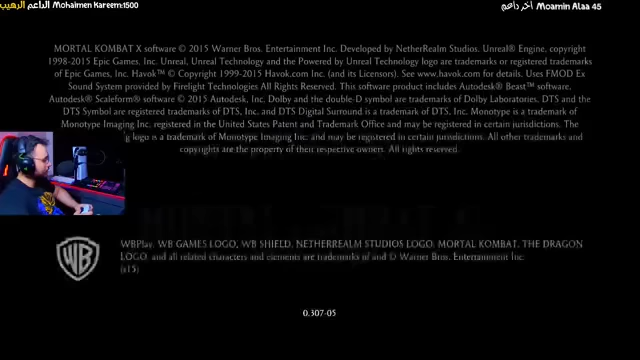 الداعم الرهيب Mohaimen Kareem:1500
اخر داعم Moamin Alaa 45
MORTAL KOMBAT X software © 2015 Warner Bros. Entertainment Inc. Developed by NetherRealm Studios. Unreal® Engine, copyright
1998-2015 Epic Games, Inc. Unreal, Unreal Technology and the Powered by Unreal Technology logo are trademarks or registered trademarks
of Epic Games, Inc. Havok™ © Copyright 1999-2015 Havok.com Inc. (and its Licensors). See www.havok.com for details. Uses FMOD Ex
Sound System provided by Firelight Technologies All Rights Reserved. This software product includes Autodesk® Beast™ software,
Autodesk® Scaleform® software © 2015 Autodesk, Inc. Dolby and the double-D symbol are trademarks of Dolby Laboratories. DTS and the
DTS Symbol are registered trademarks of DTS, Inc. and DTS Digital Surround is a trademark of DTS, Inc. Monotype is a trademark of
Monotype Imaging Inc. registered in the United States Patent and Trademark Office and may be registered in certain jurisdictions. The
logo is a trademark of Monotype Imaging Inc. and may be registered in certain jurisdictions. All other trademarks and
copyrights are the property of their respective owners. All rights reserved.
WB
WBPlay, WB GAMES LOGO, WB SHIELD, NETHERREALM STUDIOS LOGO, MORTAL KOMBAT, THE DRAGON
LOGO, and all related characters and elements are trademarks of and © Warner Bros. Entertainment Inc.
(s15)
0.307-05